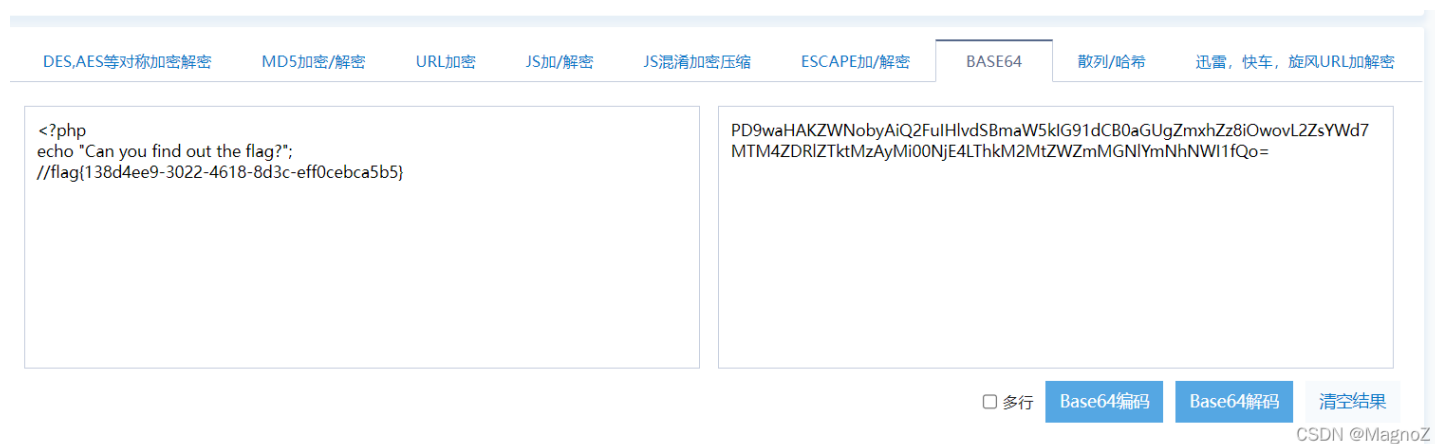 DES,AES等对称加密解密 MD5加密/解密 URL加密 JS加/解密 JS混淆加密压缩 ESCAPE加/解密 BASE64 散列/哈希 迅雷，快车，旋风URL加解密
<?php
echo "Can you find out the flag?";
//flag{138d4ee9-3022-4618-8d3c-eff0cebca5b5}
PD9waHAKZWNobyAiQ2FuIHlvdSBmaW5kIG91dCB0aGUgZmxhZz8iOwovL2ZsYWd7
MTM4ZDRlZTktMzAyMi00NjE4LThkM2MtZWZmMGNlYmNhNWI1fQo=
多行 Base64编码 Base64解码 清空结果
CSDN @MagnoZ